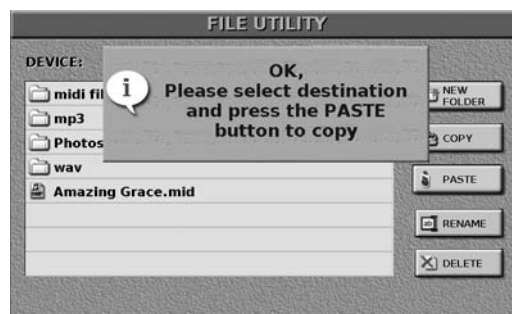 FILE UTILITY
DEVICE:
OK,
Please select destination
and press the PASTE
button to copy
midi fil
mp3
Photos
wav
Amazing Grace.mid
NEW
FOLDER
COPY
PASTE
RENAME
DELETE